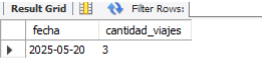 Result Grid Filter Rows:
fecha cantidad_viajes
2025-05-20 3